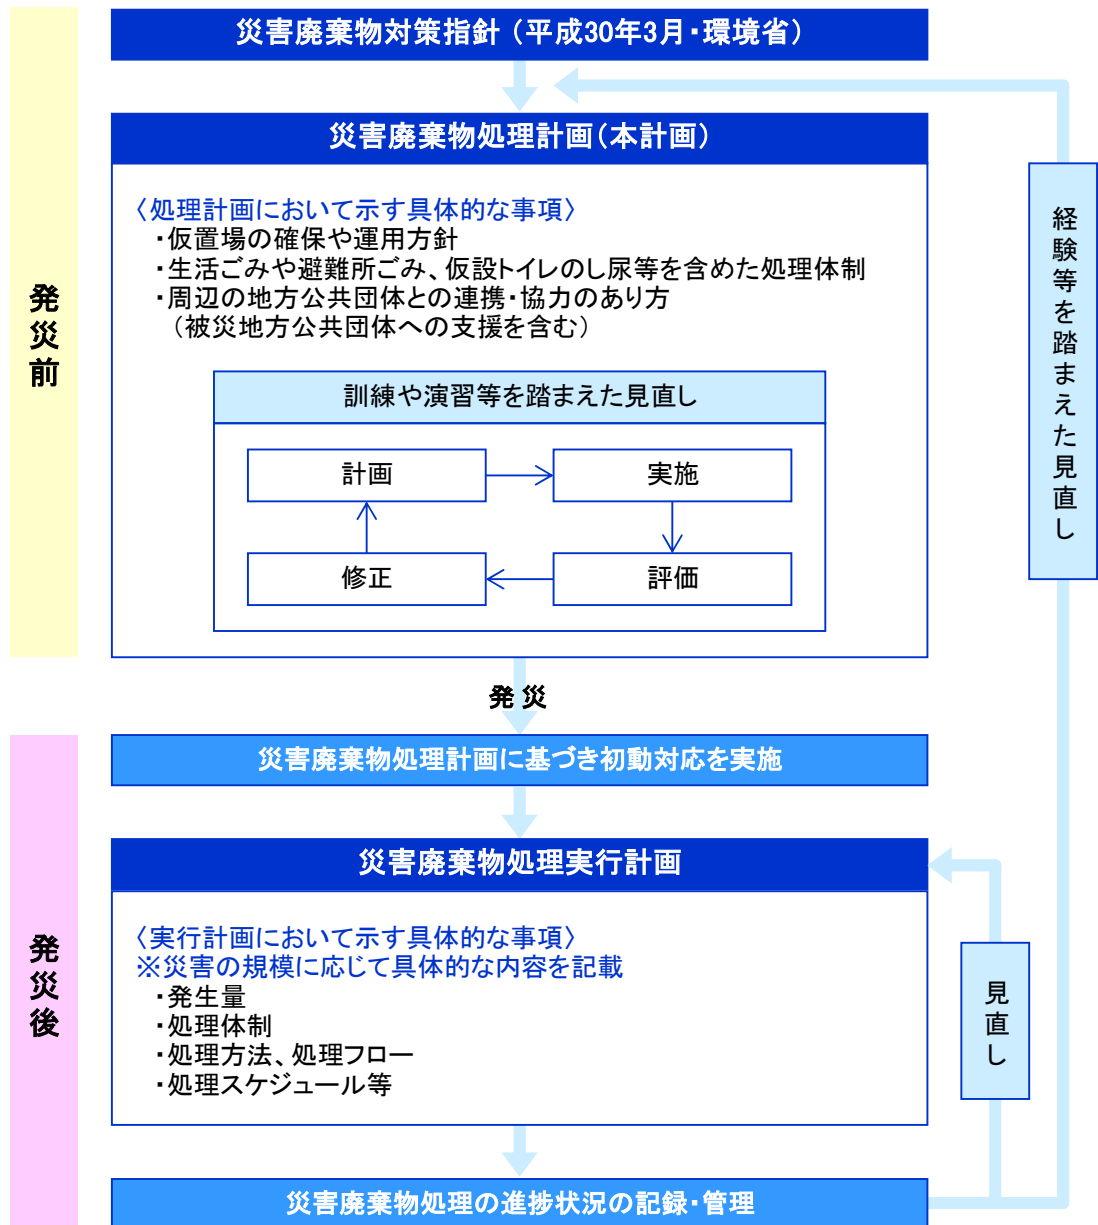 災害廃棄物対策指針（平成30年3月・環境省）
発災前
災害廃棄物処理計画（本計画）
〈処理計画において示す具体的な事項〉
・仮置場の確保や運用方針
・生活ごみや避難所ごみ、仮設トイレのし尿等を含めた処理体制
・周辺の地方公共団体との連携・協力のあり方
（被災地方公共団体への支援を含む）
訓練や演習等を踏まえた見直し
計画
実施
修正
評価
経験等を踏まえた見直し
発災
発災後
災害廃棄物処理計画に基づき初動対応を実施
災害廃棄物処理実行計画
〈実行計画において示す具体的な事項〉
※災害の規模に応じて具体的な内容を記載
・発生量
・処理体制
・処理方法、処理フロー
・処理スケジュール等
見直し
災害廃棄物処理の進捗状況の記録・管理